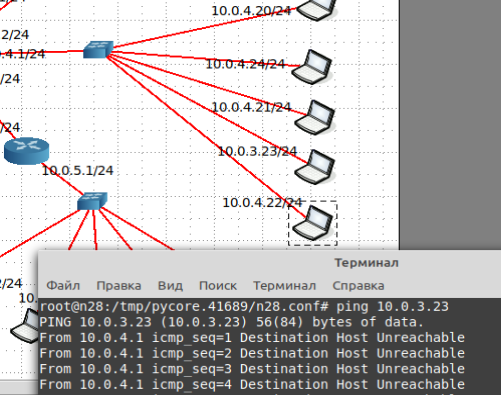 10.0.4.20/24
2/24
.4.1/24
10.0.4.24/24
/24
10.0.4.21/24
/24
10.0.3.23/24
10.0.5.1/24
10.0.4.22/24
Терминал
2/24
10.
Файл Правка Вид Поиск Терминал Справка
root@n28:/tmp/pycore.41689/n28.conf# ping 10.0.3.23
PING 10.0.3.23 (10.0.3.23) 56(84) bytes of data.
From 10.0.4.1 icmp_seq=1 Destination Host Unreachable
From 10.0.4.1 icmp_seq=2 Destination Host Unreachable
From 10.0.4.1 icmp_seq=3 Destination Host Unreachable
From 10.0.4.1 icmp_seq=4 Destination Host Unreachable